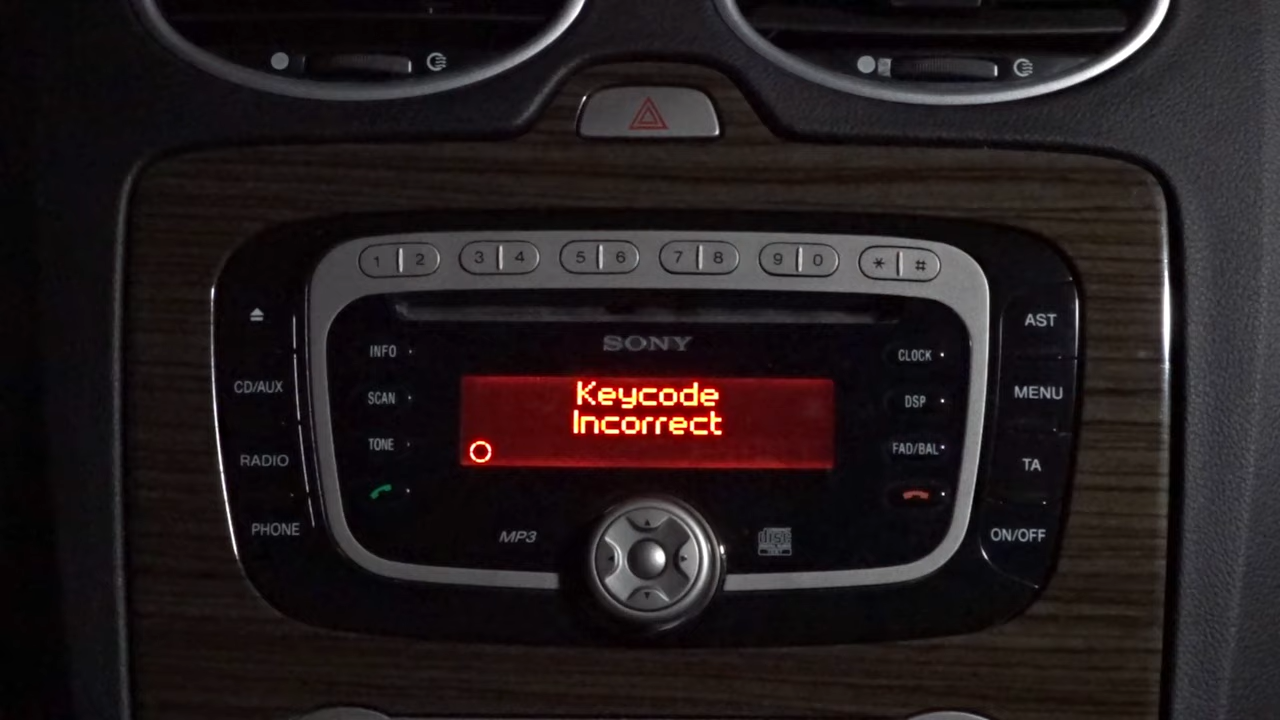 1 2 3 4 5 6 7 8 9 0 * #
SONY
INFO
CLOCK
AST
Keycode
Incorrect
CD/AUX
SCAN
DSP
MENU
TONE
FAD/BAL
RADIO
TA
PHONE
MP3
ON/OFF
disc